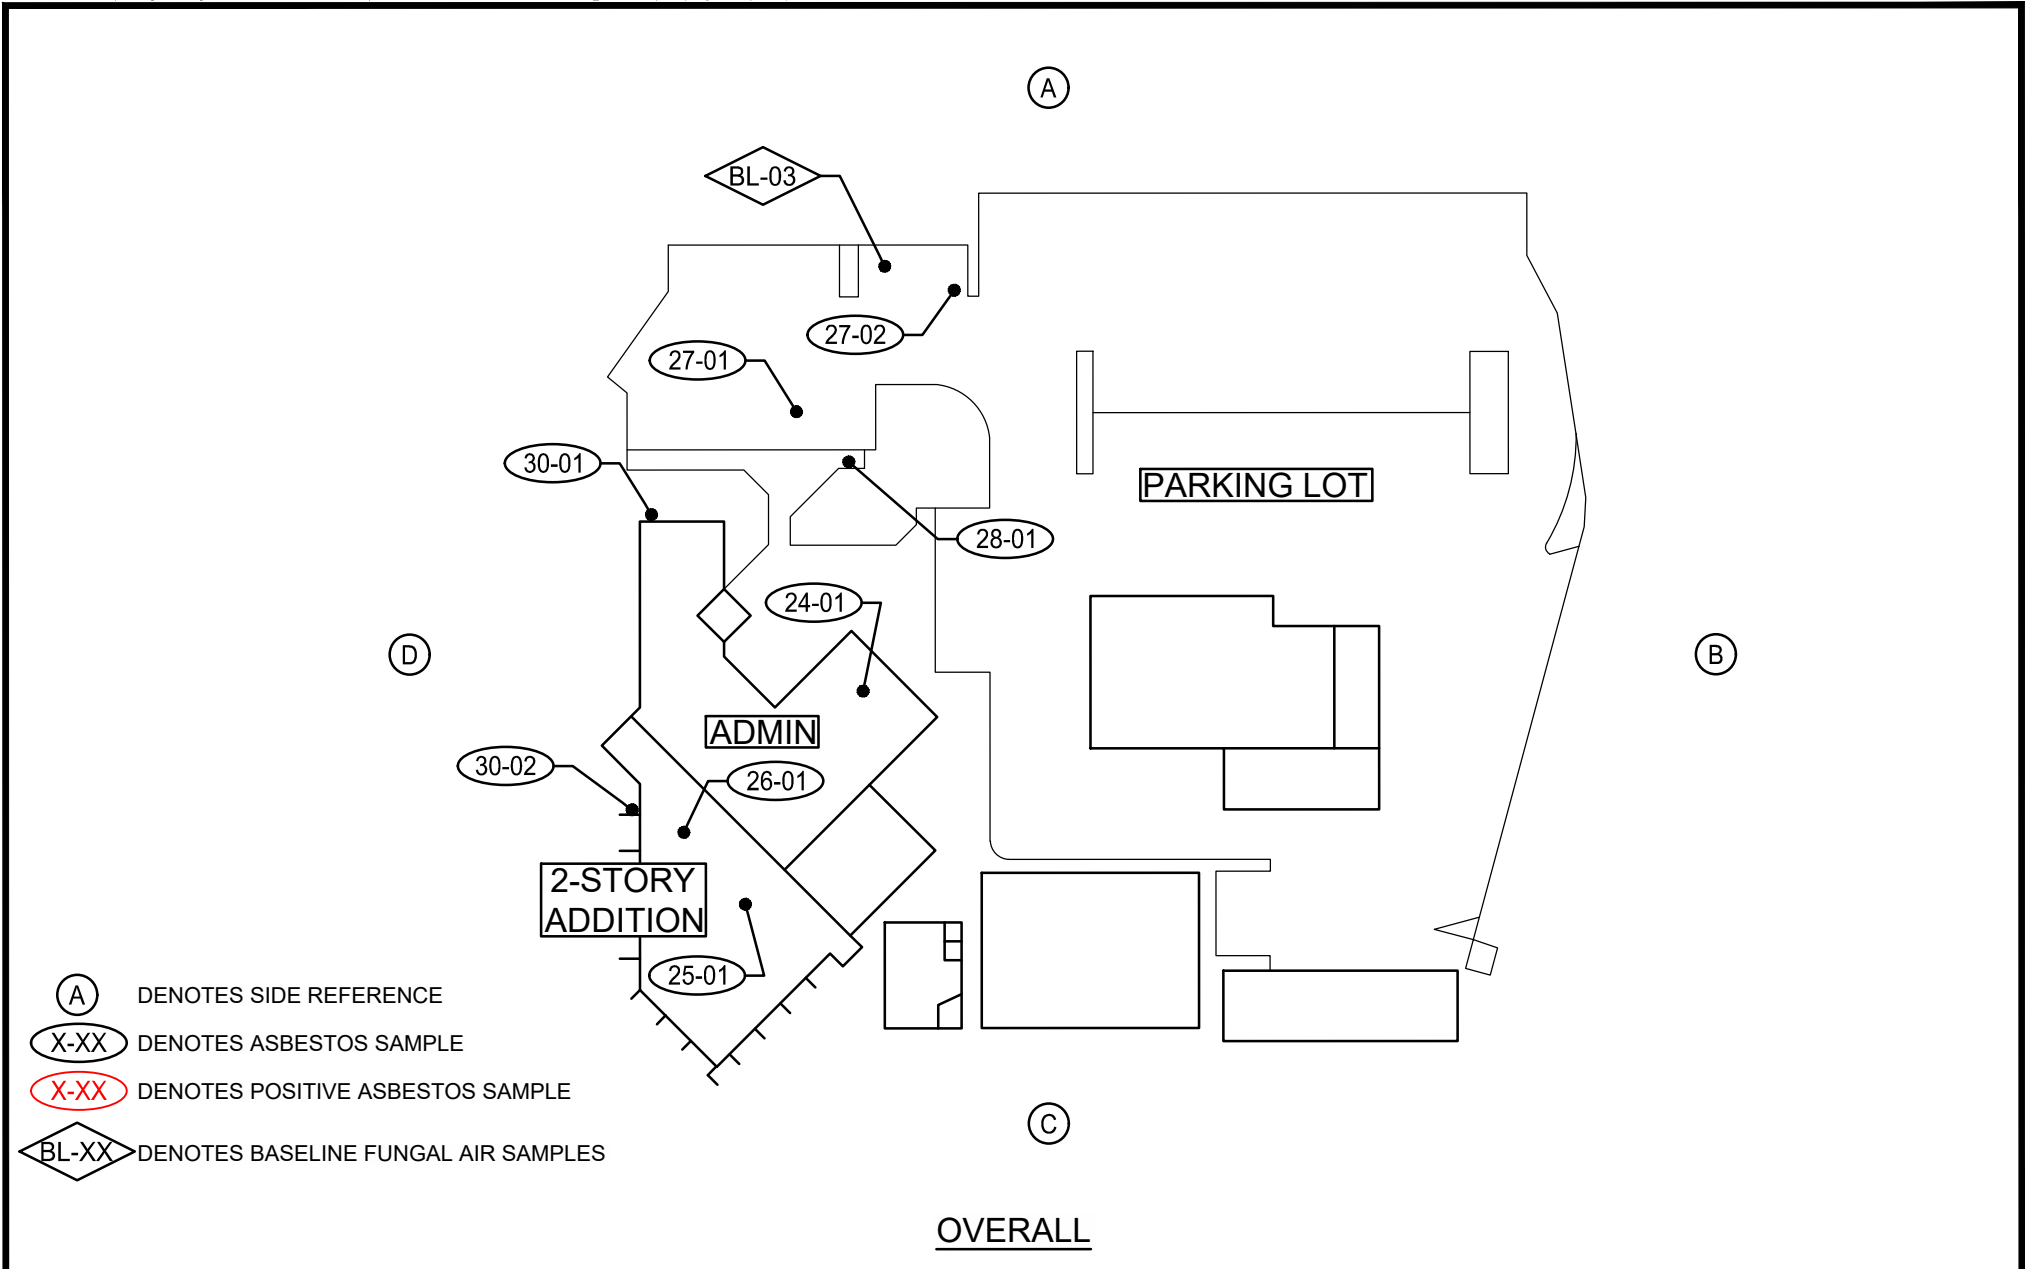 A
BL-03
27-02
27-01
30-01
PARKING LOT
28-01
24-01
D
B
ADMIN
30-02
26-01
2-STORY
ADDITION
25-01
A DENOTES SIDE REFERENCE
X-XX DENOTES ASBESTOS SAMPLE
X-XX DENOTES POSITIVE ASBESTOS SAMPLE
BL-XX DENOTES BASELINE FUNGAL AIR SAMPLES
C
OVERALL